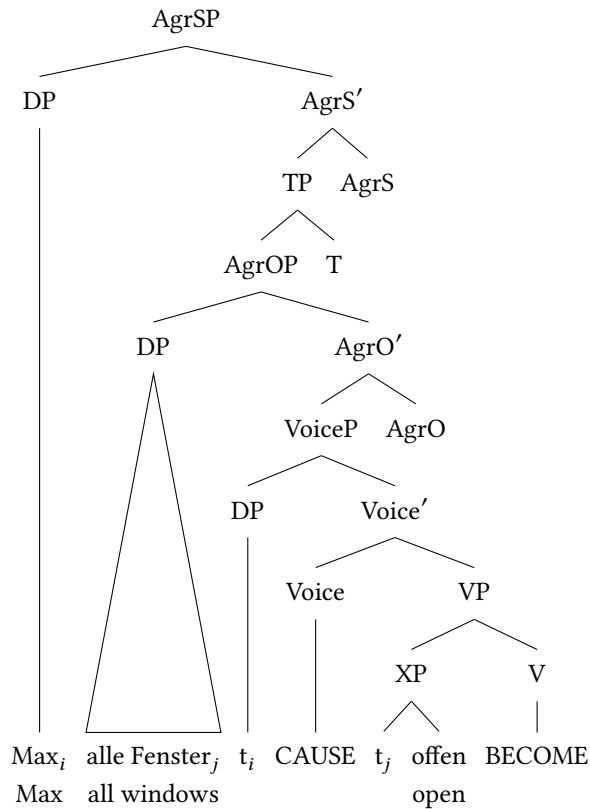 AgrSP
DP AgrS′
TP AgrS
AgrOP T
DP AgrO′
VoiceP AgrO
DP Voice′
Voice VP
XP V
Maxᵢ alle Fensterⱼ tᵢ CAUSE tⱼ offen BECOME
Max all windows open